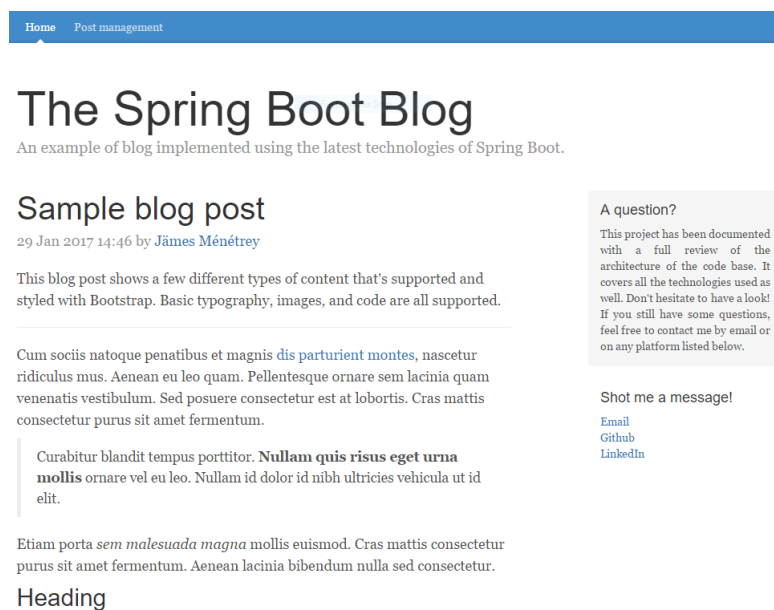 Home Post management
The Spring Boot Blog
An example of blog implemented using the latest technologies of Spring Boot.
Sample blog post
29 Jan 2017 14:46 by Jämes Ménétrey
This blog post shows a few different types of content that's supported and
styled with Bootstrap. Basic typography, images, and code are all supported.
Cum sociis natoque penatibus et magnis dis parturient montes, nascetur
ridiculus mus. Aenean eu leo quam. Pellentesque ornare sem lacinia quam
venenatis vestibulum. Sed posuere consectetur est at lobortis. Cras mattis
consectetur purus sit amet fermentum.
Curabitur blandit tempus porttitor. Nullam quis risus eget urna
mollis ornare vel eu leo. Nullam id dolor id nibh ultricies vehicula ut id
elit.
Etiam porta sem malesuada magna mollis euismod. Cras mattis consectetur
purus sit amet fermentum. Aenean lacinia bibendum nulla sed consectetur.
Heading
A question?
This project has been documented
with a full review of the
architecture of the code base. It
covers all the technologies used as
well. Don't hesitate to have a look!
If you still have some questions,
feel free to contact me by email or
on any platform listed below.
Shot me a message!
Email
Github
LinkedIn